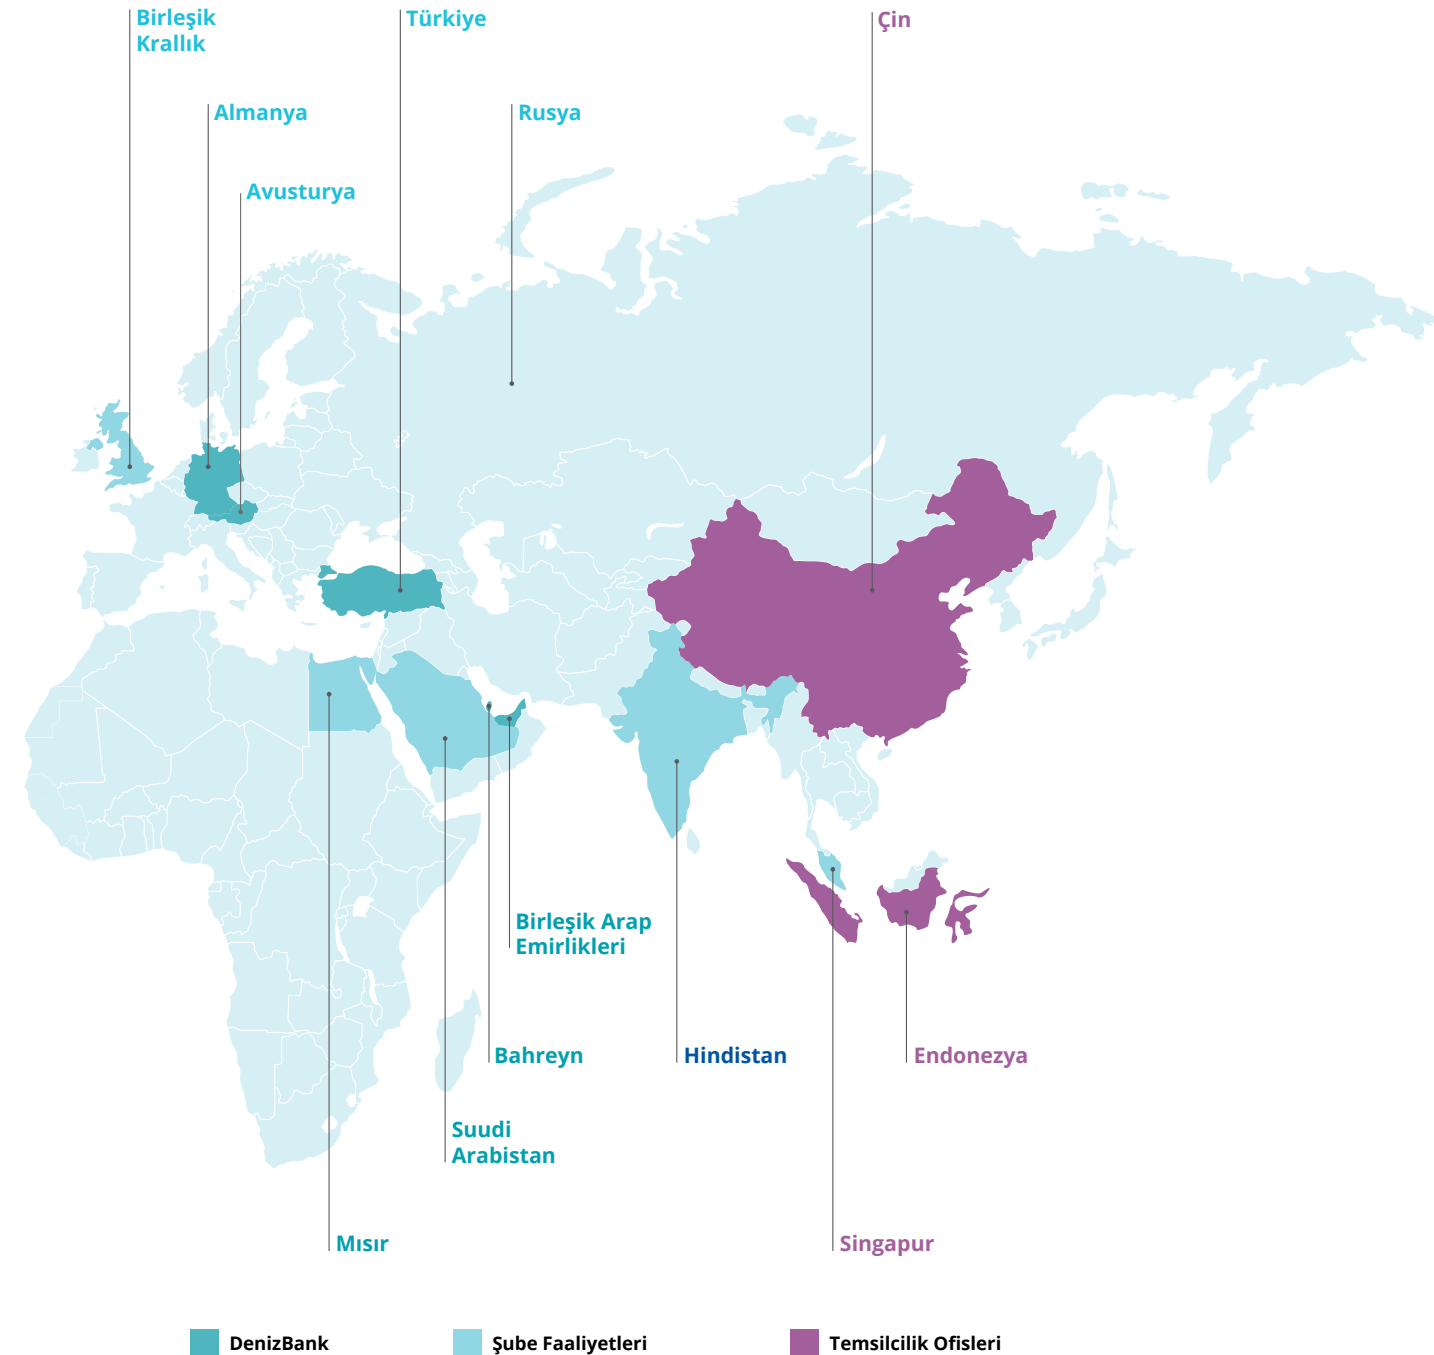 Birleşik
Krallık
Türkiye
Çin
Almanya
Rusya
Avusturya
Birleşik Arap
Emirlikleri
Bahreyn
Hindistan
Endonezya
Suudi
Arabistan
Mısır
Singapur
DenizBank
Şube Faaliyetleri
Temsilcilik Ofisleri